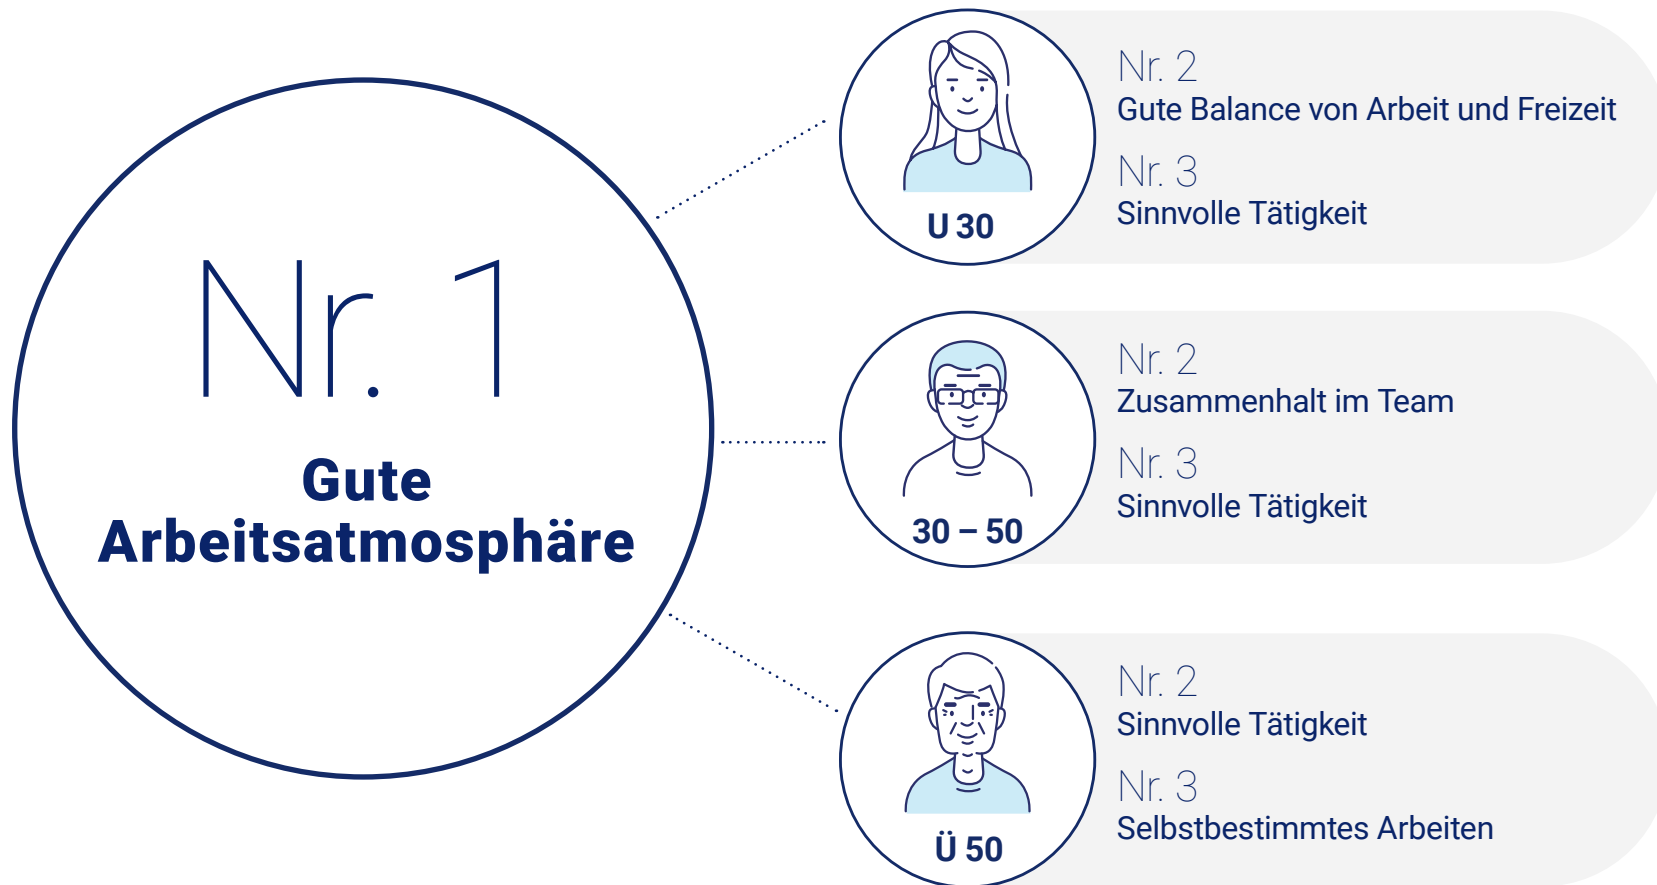 Nr. 1
Gute
Arbeitsatmosphäre
U 30
Nr. 2
Gute Balance von Arbeit und Freizeit
Nr. 3
Sinnvolle Tätigkeit
30 – 50
Nr. 2
Zusammenhalt im Team
Nr. 3
Sinnvolle Tätigkeit
Ü 50
Nr. 2
Sinnvolle Tätigkeit
Nr. 3
Selbstbestimmtes Arbeiten